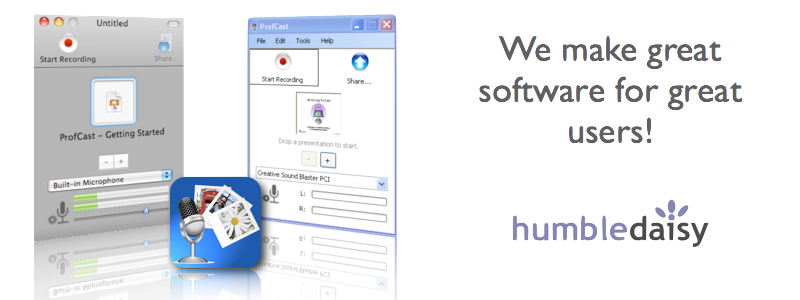 Untitled
Start Recording
Share...
ProfCast - Getting Started
- +
Built-in Microphone
ProfCast
File Edit Tools Help
Start Recording
Share...
Drop a presentation to start.
- +
Creative Sound Blaster PCI
L:
R:
We make great
software for great
users!
humbledaisy